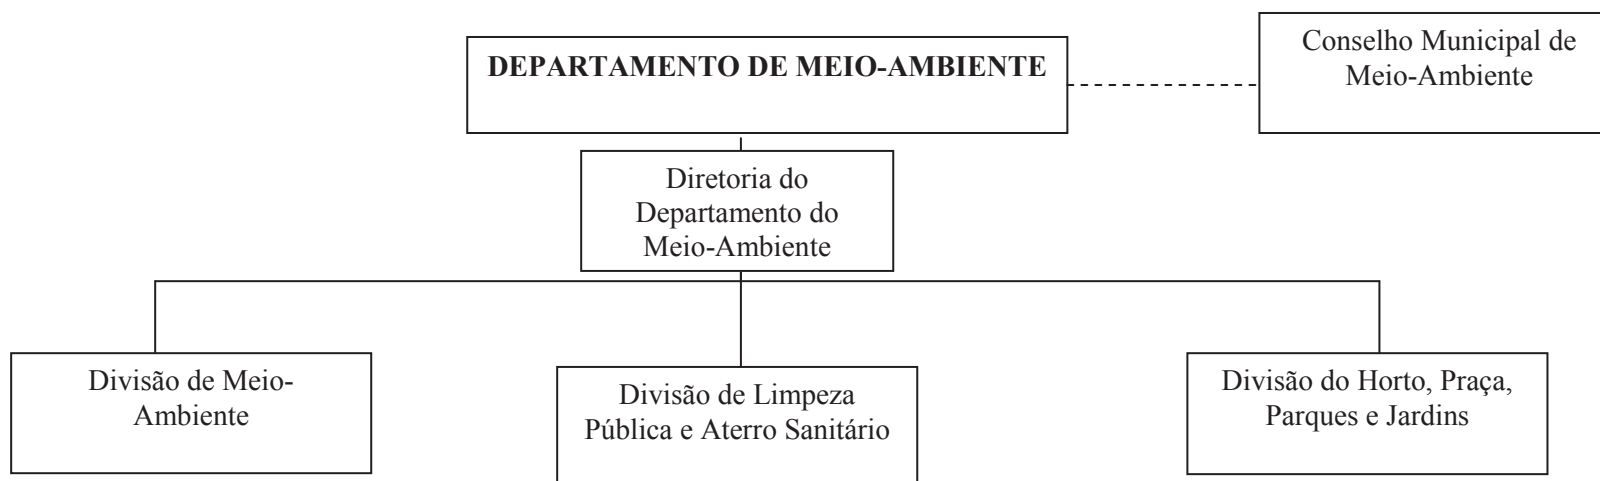 DEPARTAMENTO DE MEIO-AMBIENTE
Conselho Municipal de
Meio-Ambiente
Diretoria do
Departamento do
Meio-Ambiente
Divisão de Meio-
Ambiente
Divisão de Limpeza
Pública e Aterro Sanitário
Divisão do Horto, Praça,
Parques e Jardins